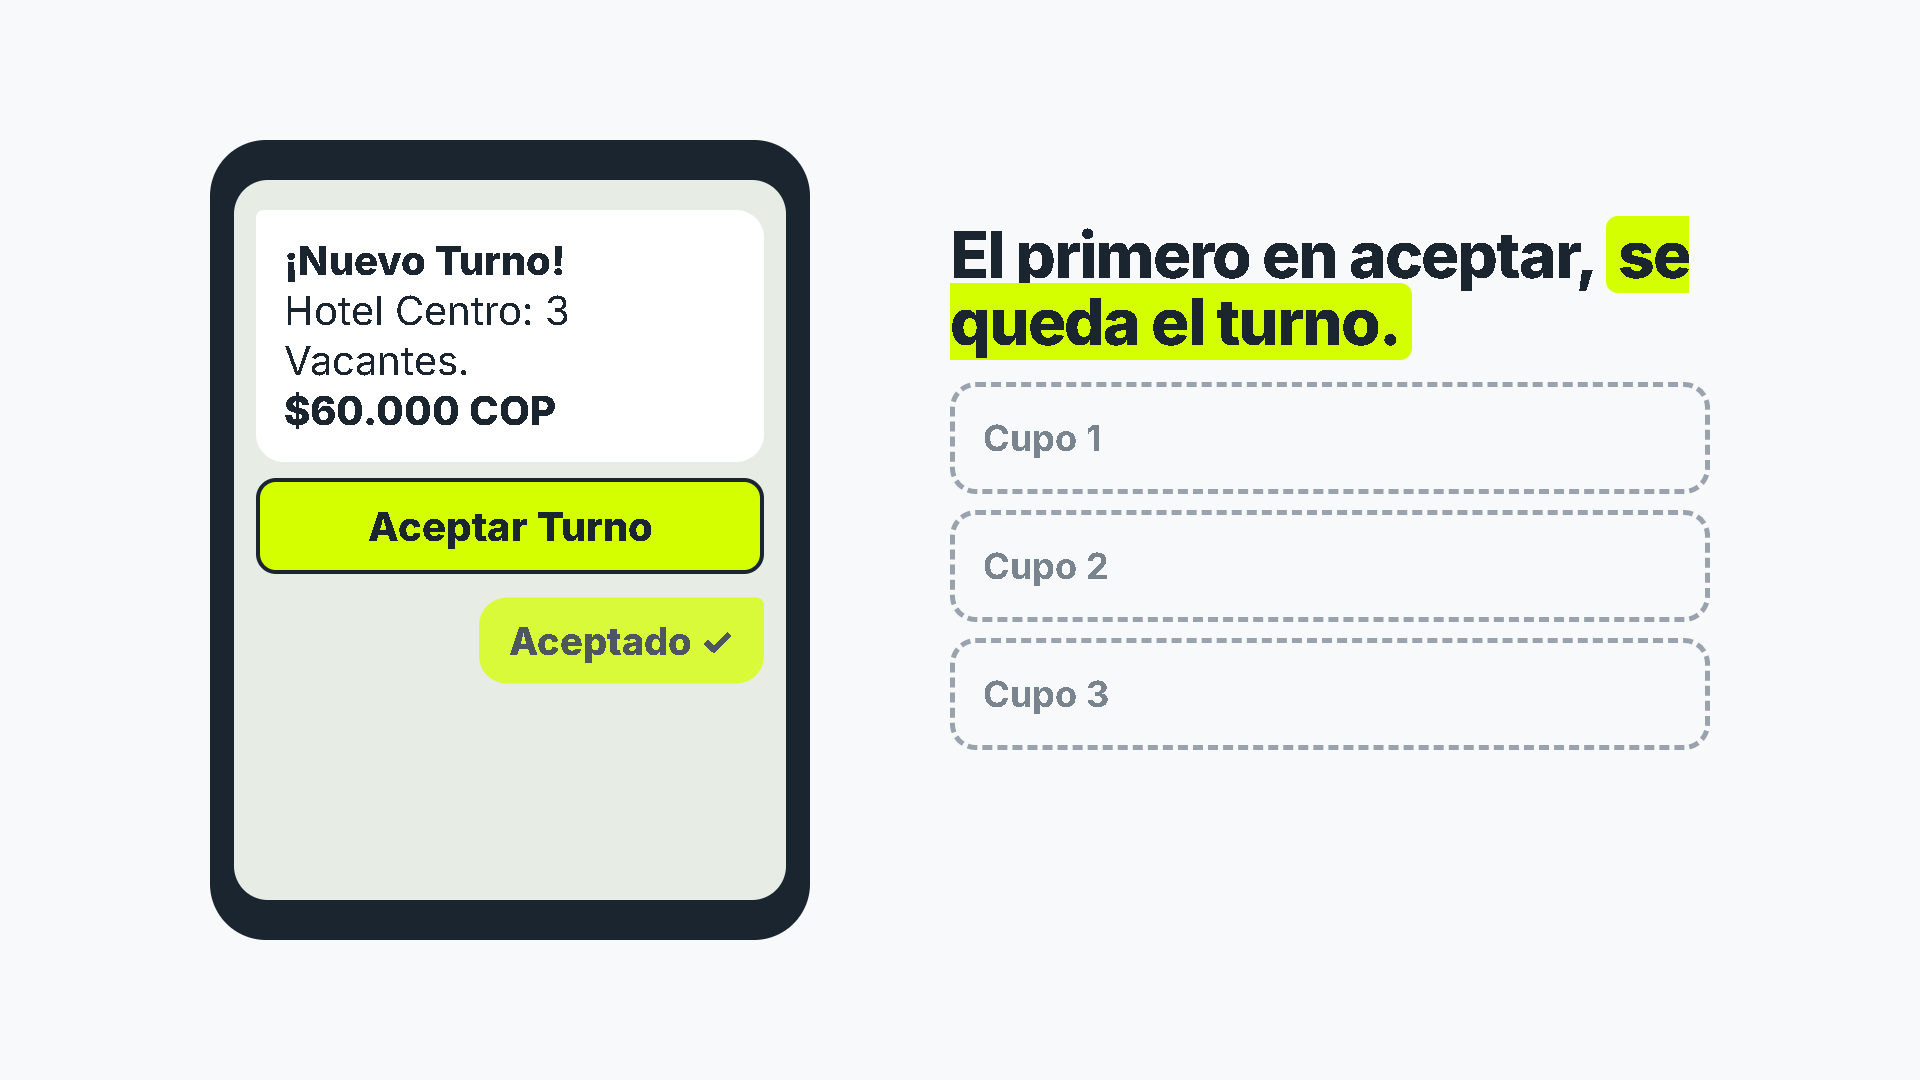 ¡Nuevo Turno!
Hotel Centro: 3
Vacantes.
$60.000 COP
Aceptar Turno
Aceptado ✓
El primero en aceptar, se
queda el turno.
Cupo 1
Cupo 2
Cupo 3